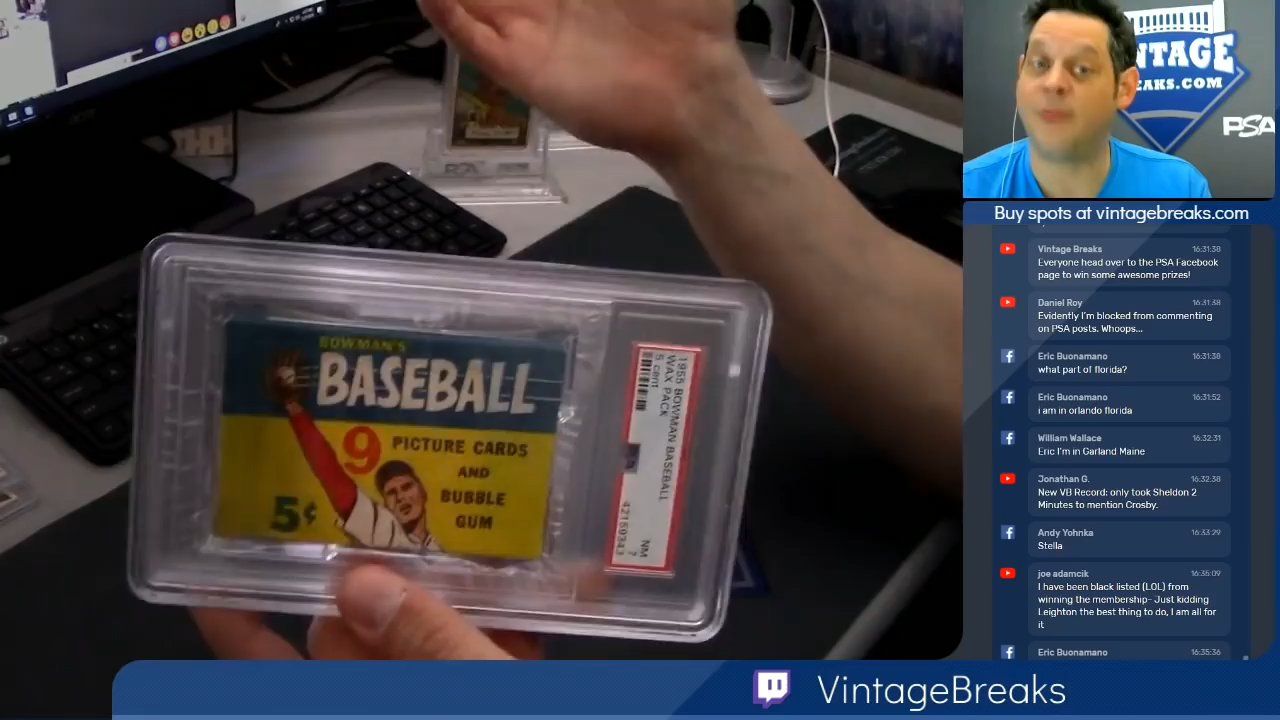 BOWMAN'S
BASEBALL
9 PICTURE CARDS
AND
BUBBLE
GUM
5¢
1955 BOWMAN BASEBALL
WAX PACK
5 cent
NM
7
42159343
PSA
VINTAGE
BREAKS.COM
PSA
Buy spots at vintagebreaks.com
Vintage Breaks 16:31:38
Everyone head over to the PSA Facebook
page to win some awesome prizes!
Daniel Roy 16:31:38
Evidently I'm blocked from commenting
on PSA posts. Whoops...
Eric Buonamano 16:31:38
what part of florida?
Eric Buonamano 16:31:52
i am in orlando florida
William Wallace 16:32:31
Eric I'm in Garland Maine
Jonathan G. 16:32:38
New VB Record: only took Sheldon 2
Minutes to mention Crosby.
Andy Yohnka 16:33:29
Stella
joe adamcik 16:35:09
I have been black listed (LOL) from
winning the membership--Just kidding
Leighton the best thing to do, I am all for
it
Eric Buonamano 16:35:36
VintageBreaks